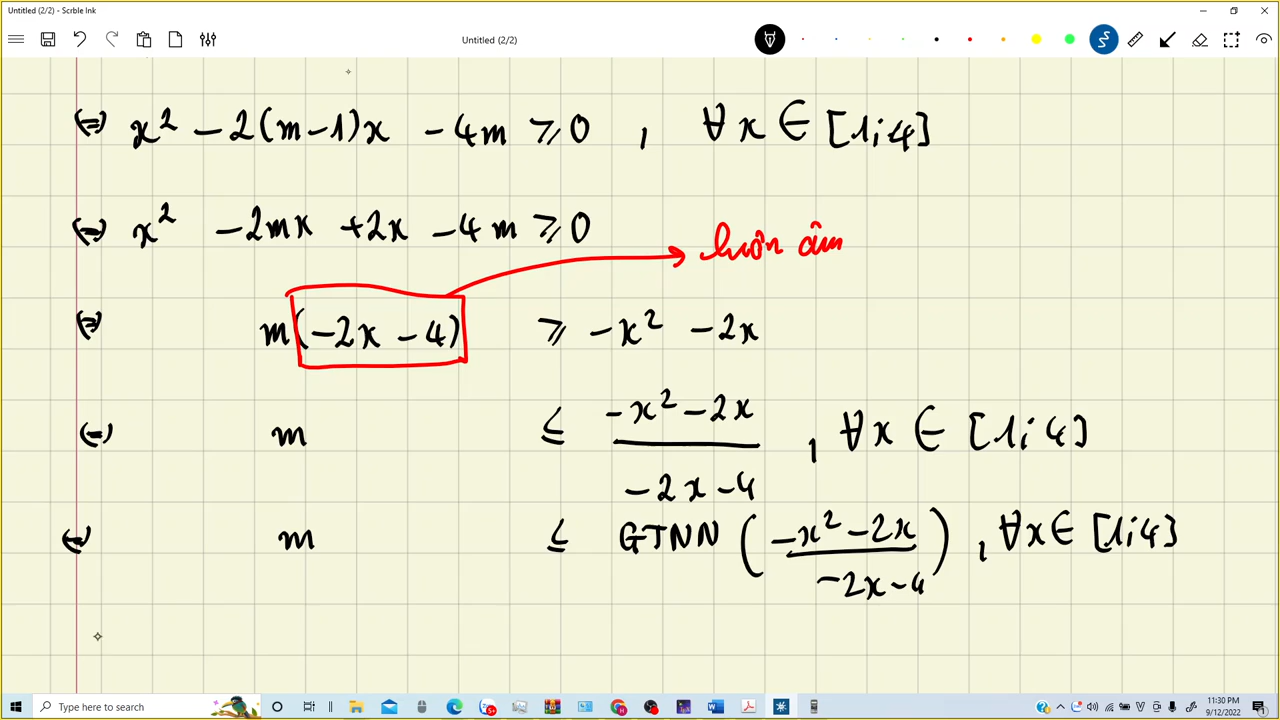 Untitled (2/2) - Scrble Ink
Untitled (2/2)
⇔ x² - 2(m-1)x - 4m ≥ 0 , ∀x ∈ [1;4]
⇔ x² - 2mx + 2x - 4m ≥ 0
luôn âm
⇔ m(-2x - 4) ≥ -x² - 2x
⇔ m ≤ (-x² - 2x)/(-2x - 4) , ∀x ∈ [1;4]
⇔ m ≤ GTNN ((-x² - 2x)/(-2x - 4)) , ∀x ∈ [1;4]
Type here to search
11:30 PM
9/12/2022